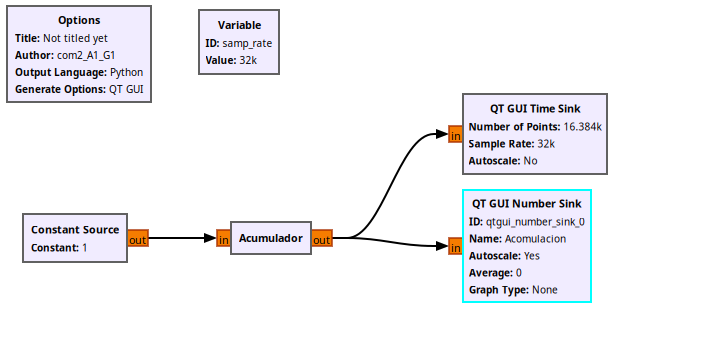 Options
Title: Not titled yet
Author: com2_A1_G1
Output Language: Python
Generate Options: QT GUI
Variable
ID: samp_rate
Value: 32k
QT GUI Time Sink
Number of Points: 16.384k
Sample Rate: 32k
Autoscale: No
in
QT GUI Number Sink
ID: qtgui_number_sink_0
Name: Acomulacion
Autoscale: Yes
Average: 0
Graph Type: None
in
Constant Source
Constant: 1
out
in
Acumulador
out